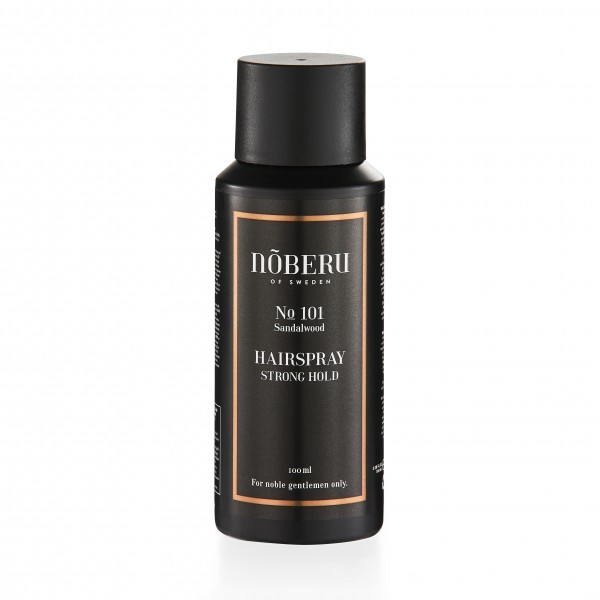 nõBERU
OF SWEDEN
No 101
Sandalwood
HAIRSPRAY
STRONG HOLD
100 ml
For noble gentlemen only.